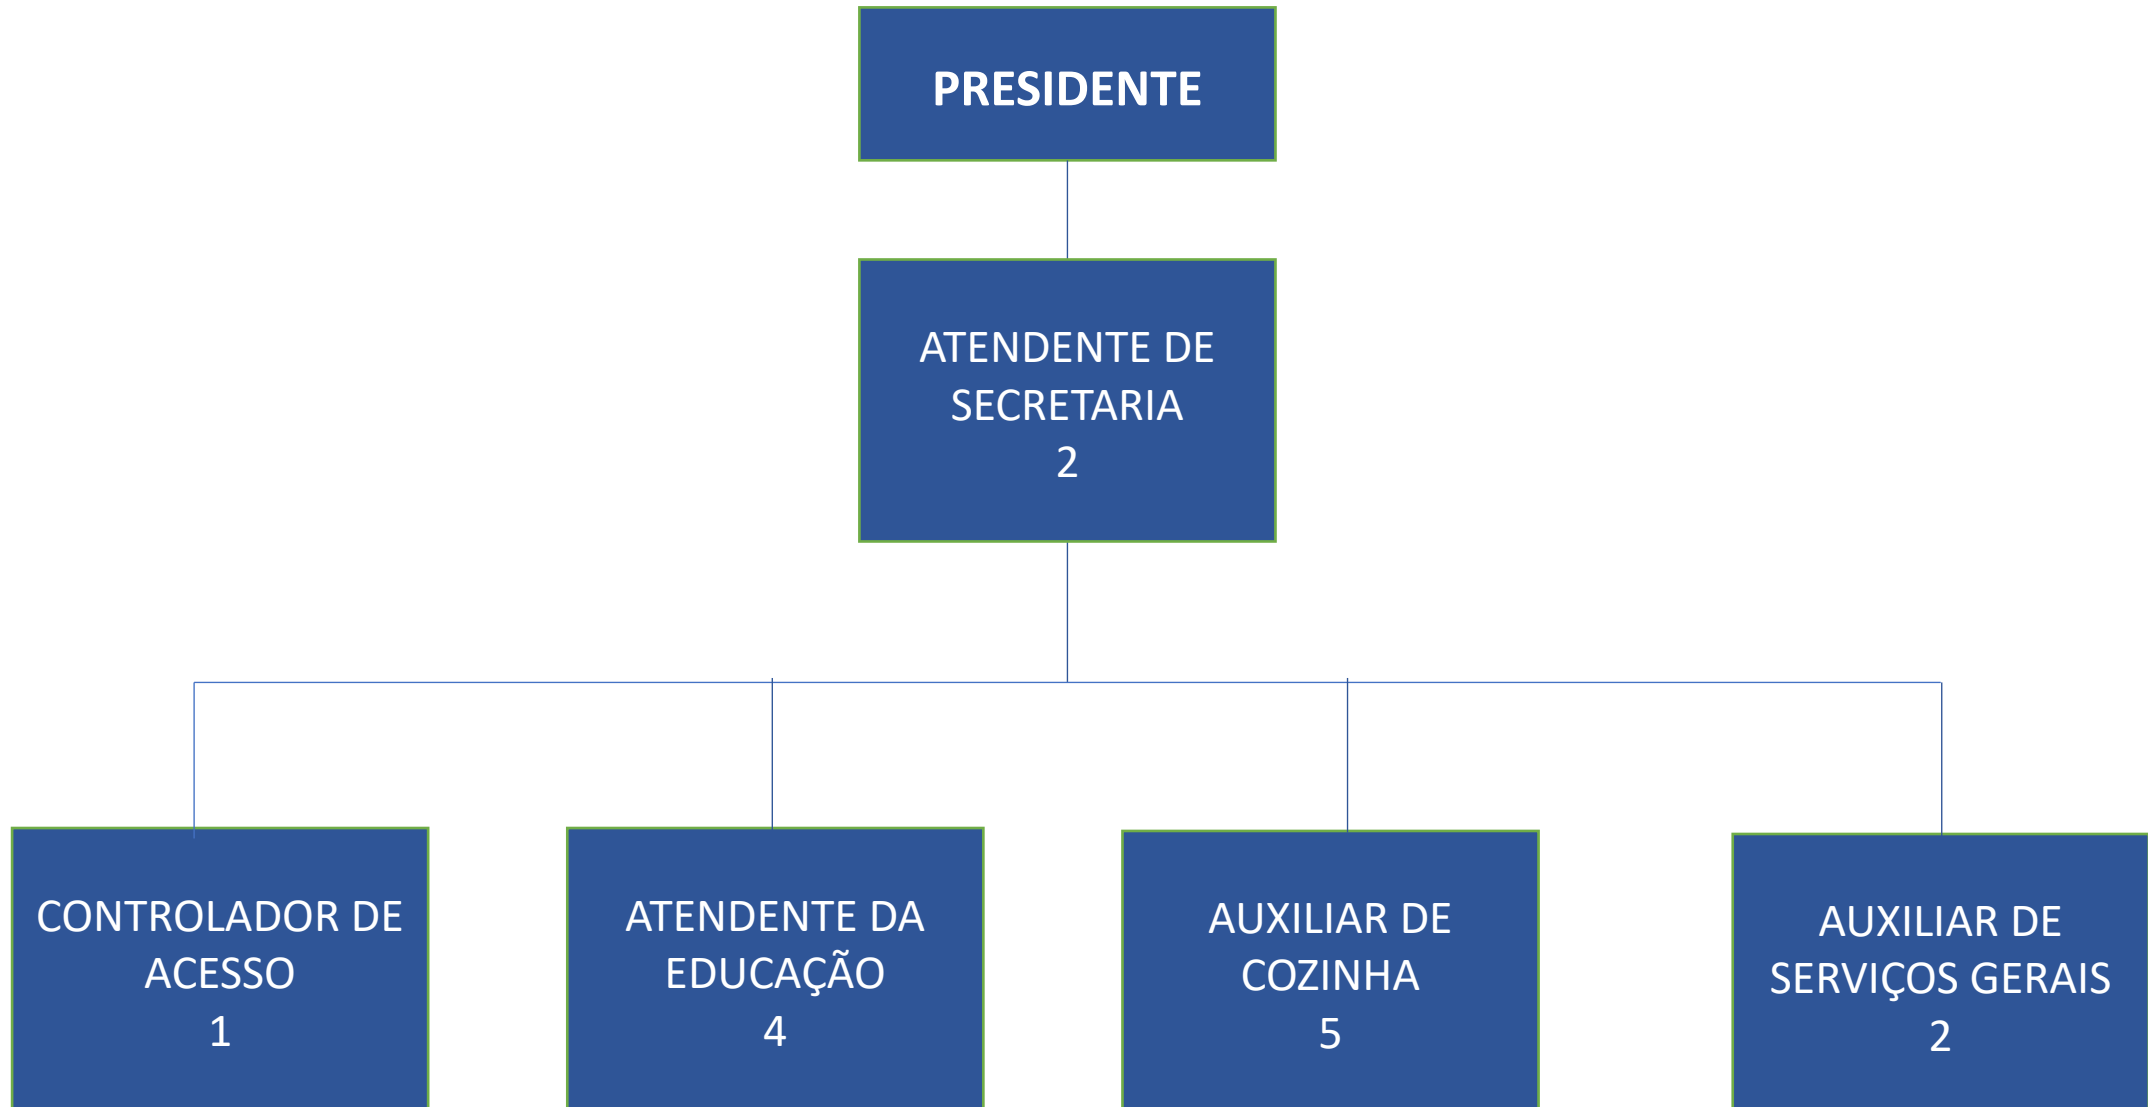 PRESIDENTE
ATENDENTE DE
SECRETARIA
2
CONTROLADOR DE
ACESSO
1
ATENDENTE DA
EDUCAÇÃO
4
AUXILIAR DE
COZINHA
5
AUXILIAR DE
SERVIÇOS GERAIS
2